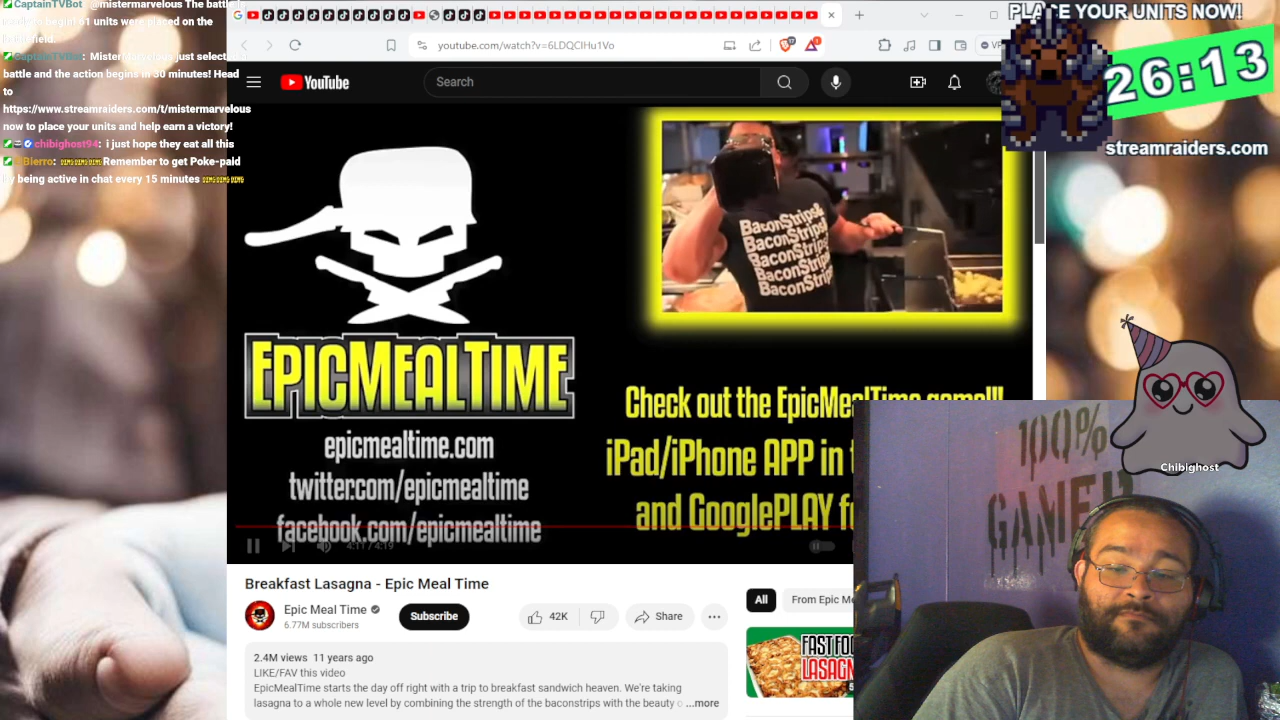 CaptainTVBot: @mistermarvelous The battle
61 units were placed on the
CaptainTVBot:
battle and the action begins in 30 minutes! Head
to
https://www.streamraiders.com/t/mistermarvelous
now to place your units and help earn a victory!
chibighost94: i just hope they eat all this
Remember to get Poke-paid
by being active in chat every 15 minutes
youtube.com/watch?v=6LDQCIHu1Vo
YouTube
Search
PLACE YOUR UNITS NOW!
26:13
streamraiders.com
BaconStrips&
BaconStrips&
BaconStrips
BaconStrips
BaconStrip
EPICMEALTIME
epicmealtime.com
twitter.com/epicmealtime
facebook.com/epicmealtime
Check out the EpicMealTime game!!!
iPad/iPhone APP in t
and GooglePLAY f
4:11 / 4:19
Chibighost
100%
GAMER
Breakfast Lasagna - Epic Meal Time
Epic Meal Time
6.77M subscribers
Subscribe
42K
Share
All
From Epic Me
2.4M views 11 years ago
LIKE/FAV this video
EpicMealTime starts the day off right with a trip to breakfast sandwich heaven. We're taking
lasagna to a whole new level by combining the strength of the baconstrips with the beauty o ...more
FAST FOO
LASAGN